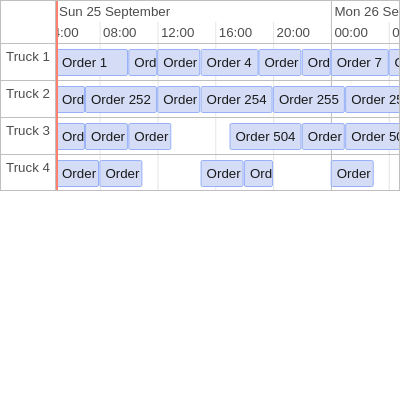 Sun 25 September Mon 26 Se
:00 08:00 12:00 16:00 20:00 00:00 0
Truck 1 Order 1 Ord Order Order 4 Order Ord Order 7
Truck 2 Ord Order 252 Order Order 254 Order 255 Order 25
Truck 3 Ord Order Order Order 504 Order Order 50
Truck 4 Order Order Order Ord Order